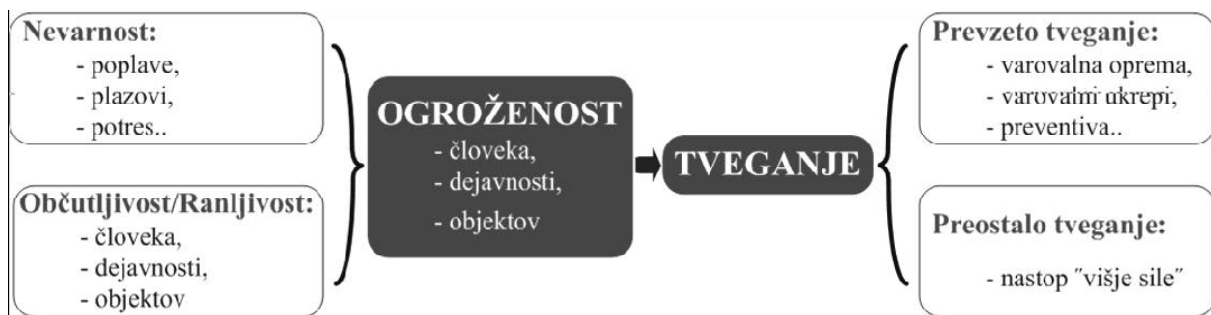 Nevarnost:
- poplave,
- plazovi,
- potres..
Občutljivost/Ranljivost:
- človeka,
- dejavnosti,
- objektov
OGROŽENOST
- človeka,
- dejavnosti,
- objektov
TVEGANJE
Prevzeto tveganje:
- varovalna oprema,
- varovalni ukrepi,
- preventiva..
Preostalo tveganje:
- nastop ˝višje sile˝